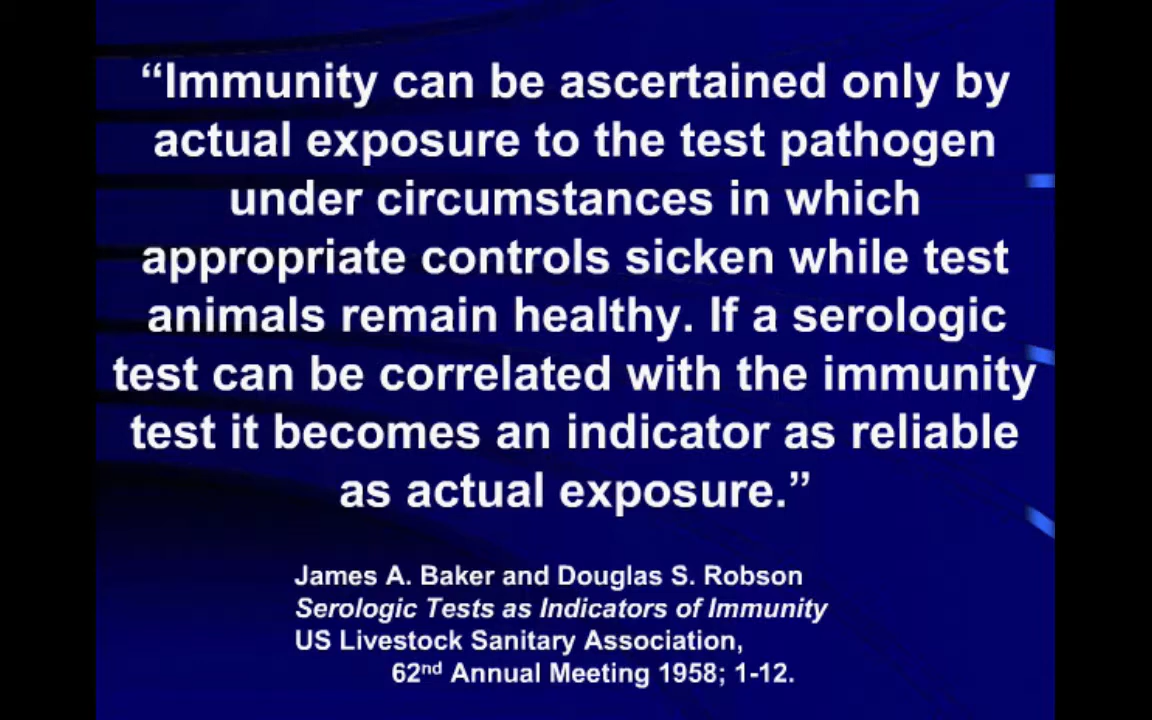 “Immunity can be ascertained only by
actual exposure to the test pathogen
under circumstances in which
appropriate controls sicken while test
animals remain healthy. If a serologic
test can be correlated with the immunity
test it becomes an indicator as reliable
as actual exposure.”
James A. Baker and Douglas S. Robson
Serologic Tests as Indicators of Immunity
US Livestock Sanitary Association,
62nd Annual Meeting 1958; 1-12.